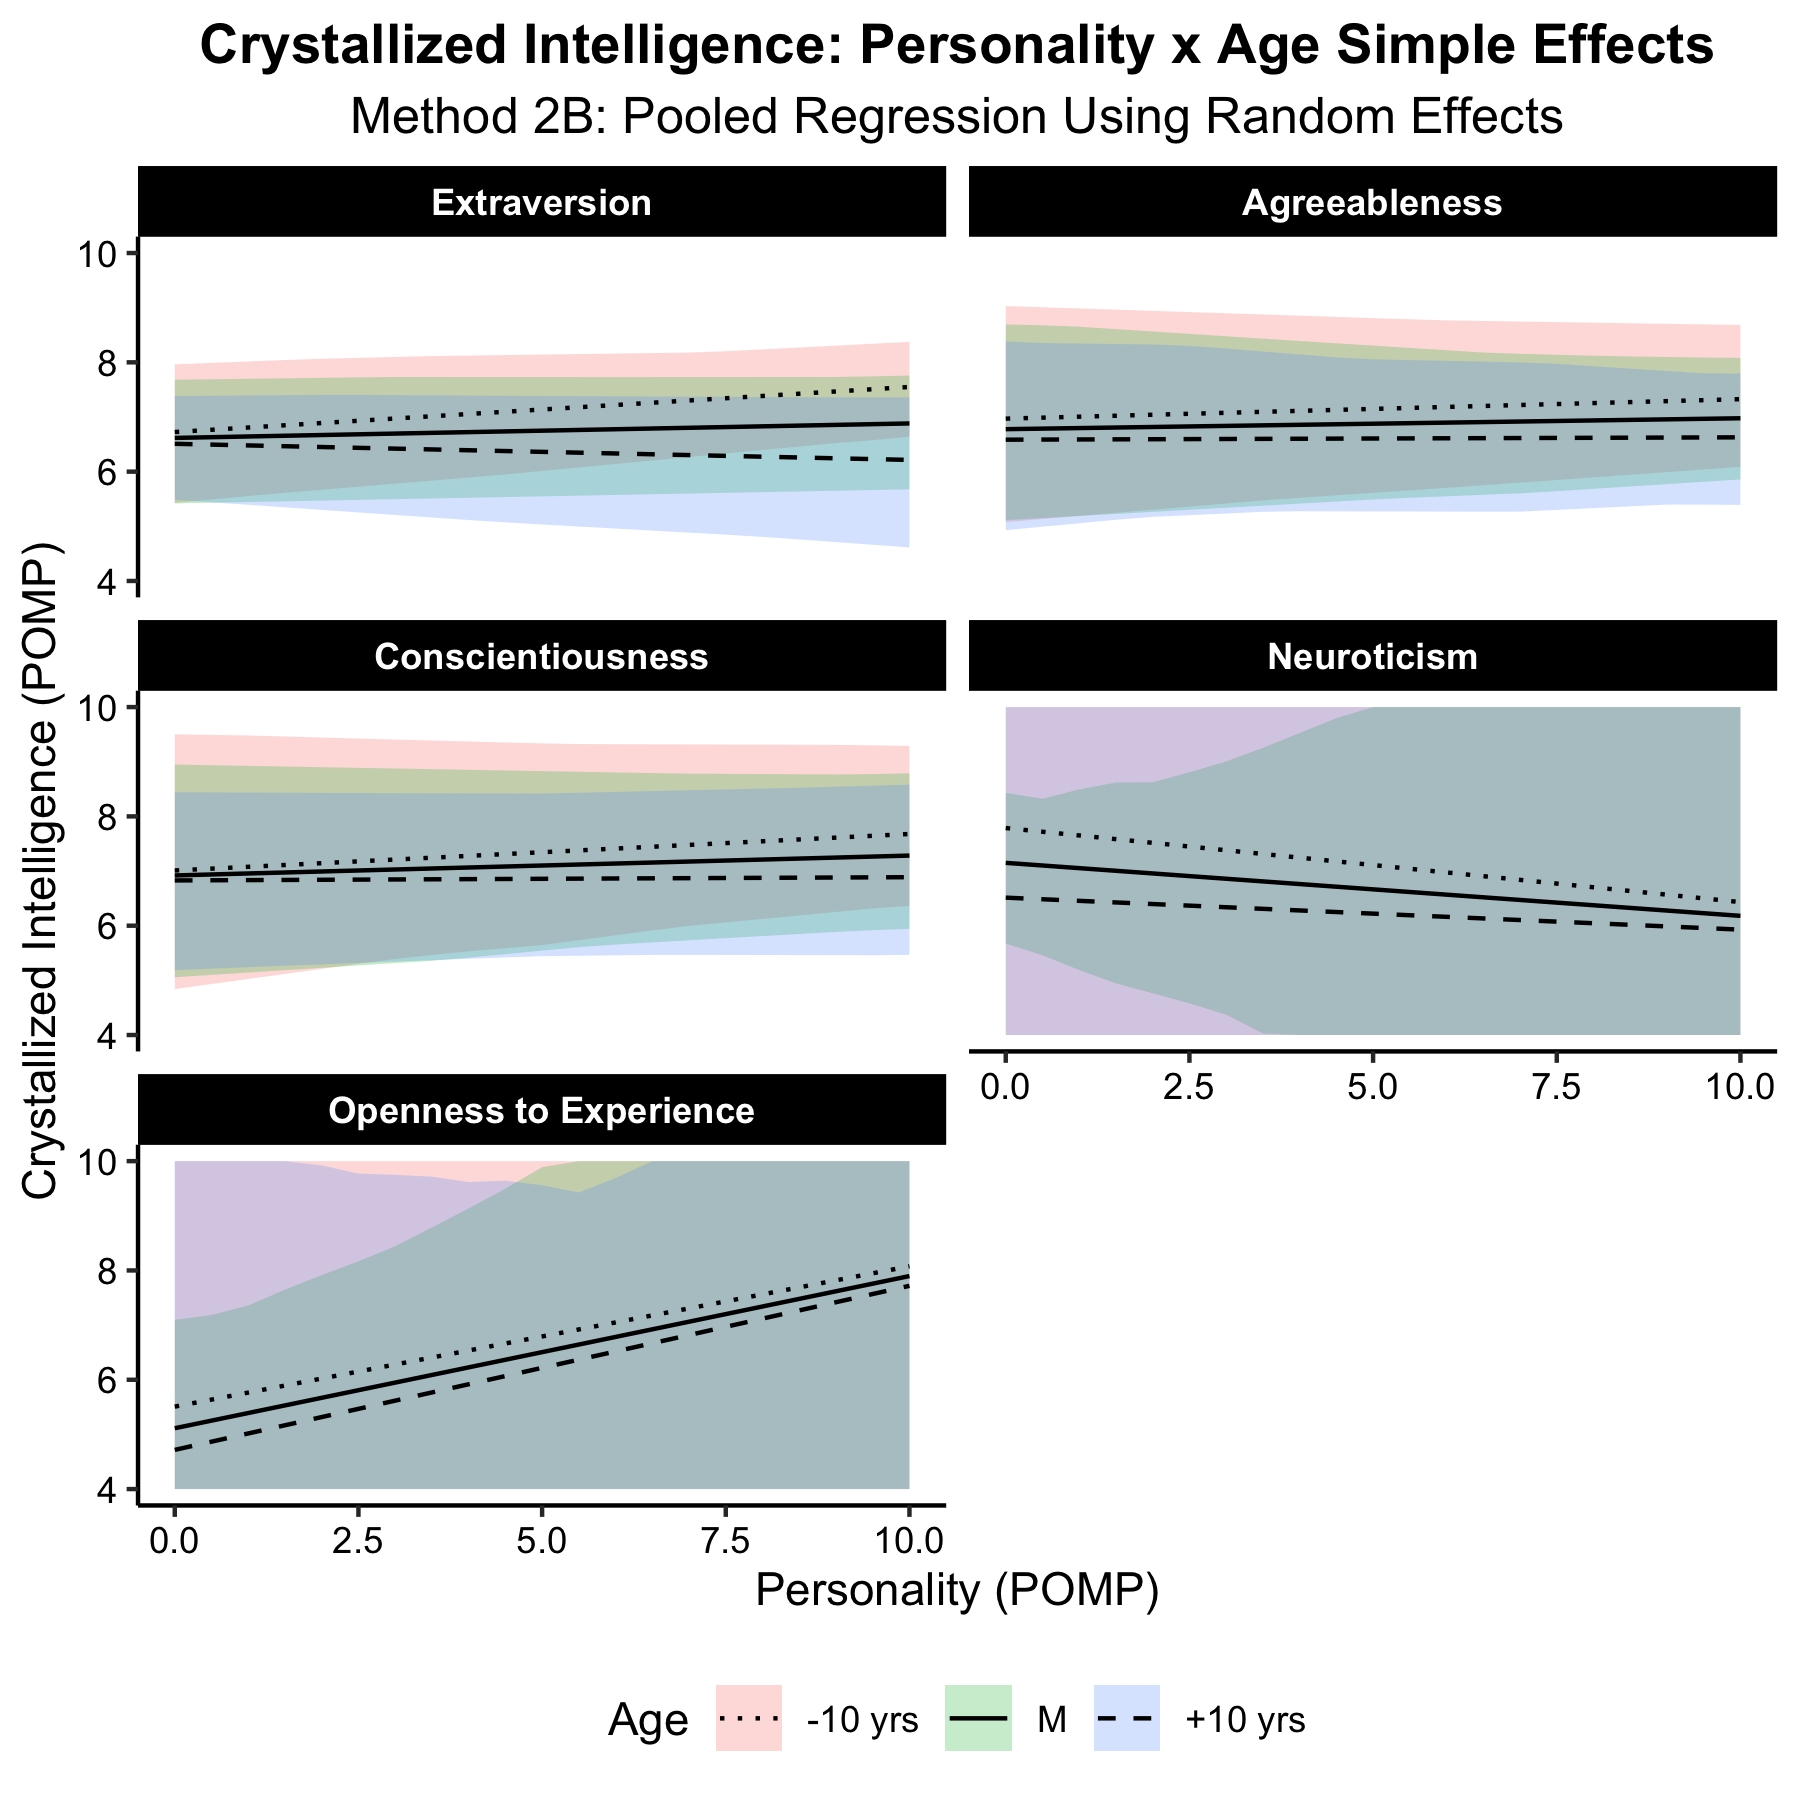 Crystallized Intelligence: Personality x Age Simple Effects
Method 2B: Pooled Regression Using Random Effects
Crystallized Intelligence (POMP)
Extraversion
10
8
6
4
Agreeableness
Conscientiousness
10
8
6
4
Neuroticism
0.0 2.5 5.0 7.5 10.0
Openness to Experience
10
8
6
4
0.0 2.5 5.0 7.5 10.0
Personality (POMP)
Age -10 yrs M +10 yrs